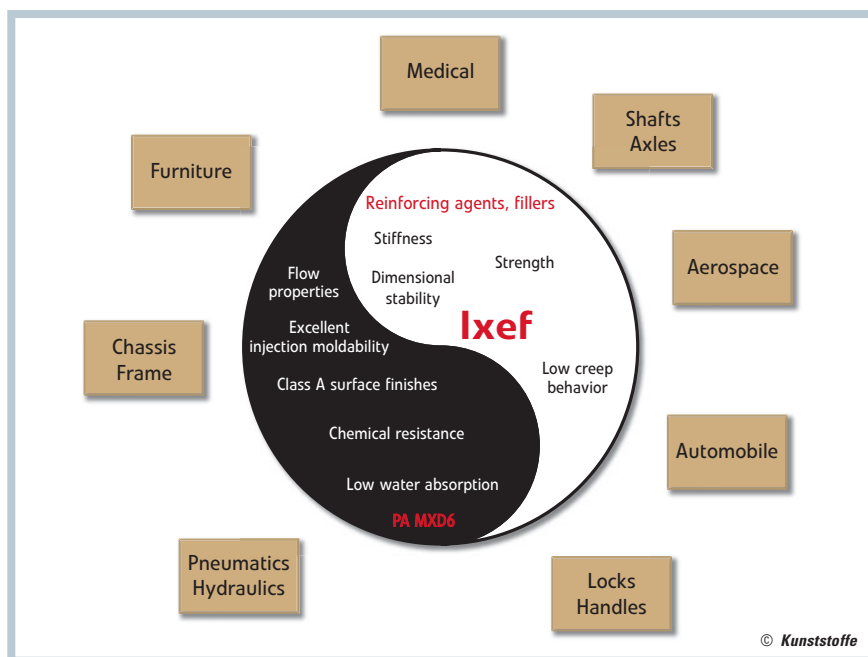 Medical
Shafts
Axles
Furniture
Reinforcing agents, fillers
Stiffness
Strength
Flow
properties
Dimensional
stability
Aerospace
Ixef
Excellent
injection moldability
Chassis
Frame
Low creep
behavior
Class A surface finishes
Chemical resistance
Automobile
Low water absorption
PA MXD6
Pneumatics
Hydraulics
Locks
Handles
© Kunststoffe